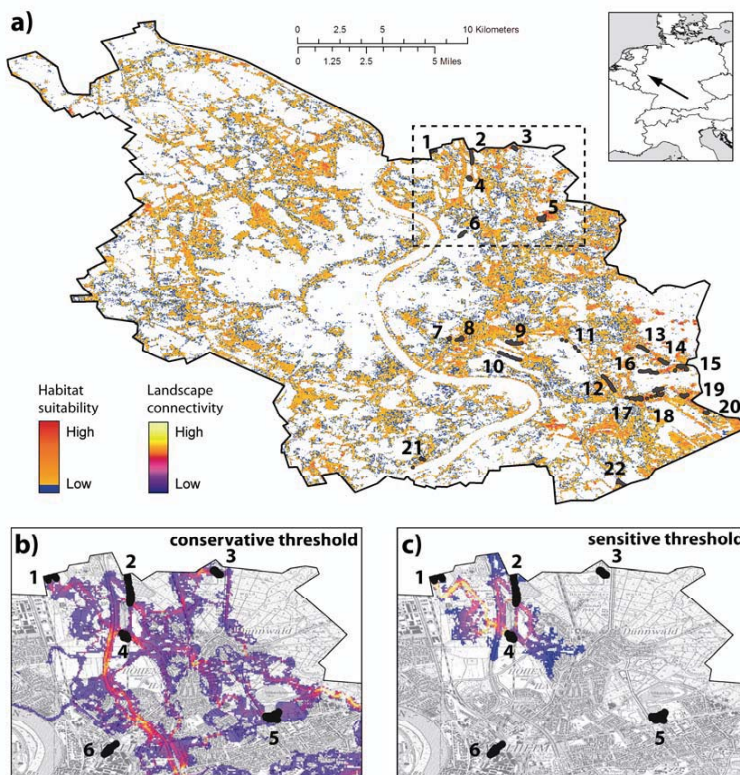 a)
0 2.5 5 10 Kilometers
0 1.25 2.5 5 Miles
1 2 3
4
5
6
7 8 9 11 13
14
10 16 15
12 19
20
17 18
21 22
Habitat
suitability
High
Low
Landscape
connectivity
High
Low
b) conservative threshold
1 2 3
4
5
6
c) sensitive threshold
1 2 3
4
5
6